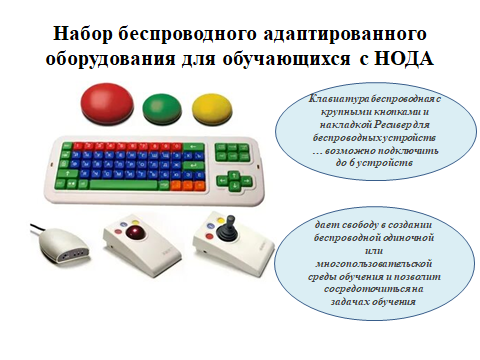 Набор беспроводного адаптированного
оборудования для обучающихся с НОДА
Клавиатура беспроводная с
крупными кнопками и
накладкой Ресивер для
беспроводных устройств
… возможно подключить
до 6 устройств
дает свободу в создании
беспроводной одиночной
или
многопользовательской
среды обучения и позволит
сосредоточиться на
задачах обучения